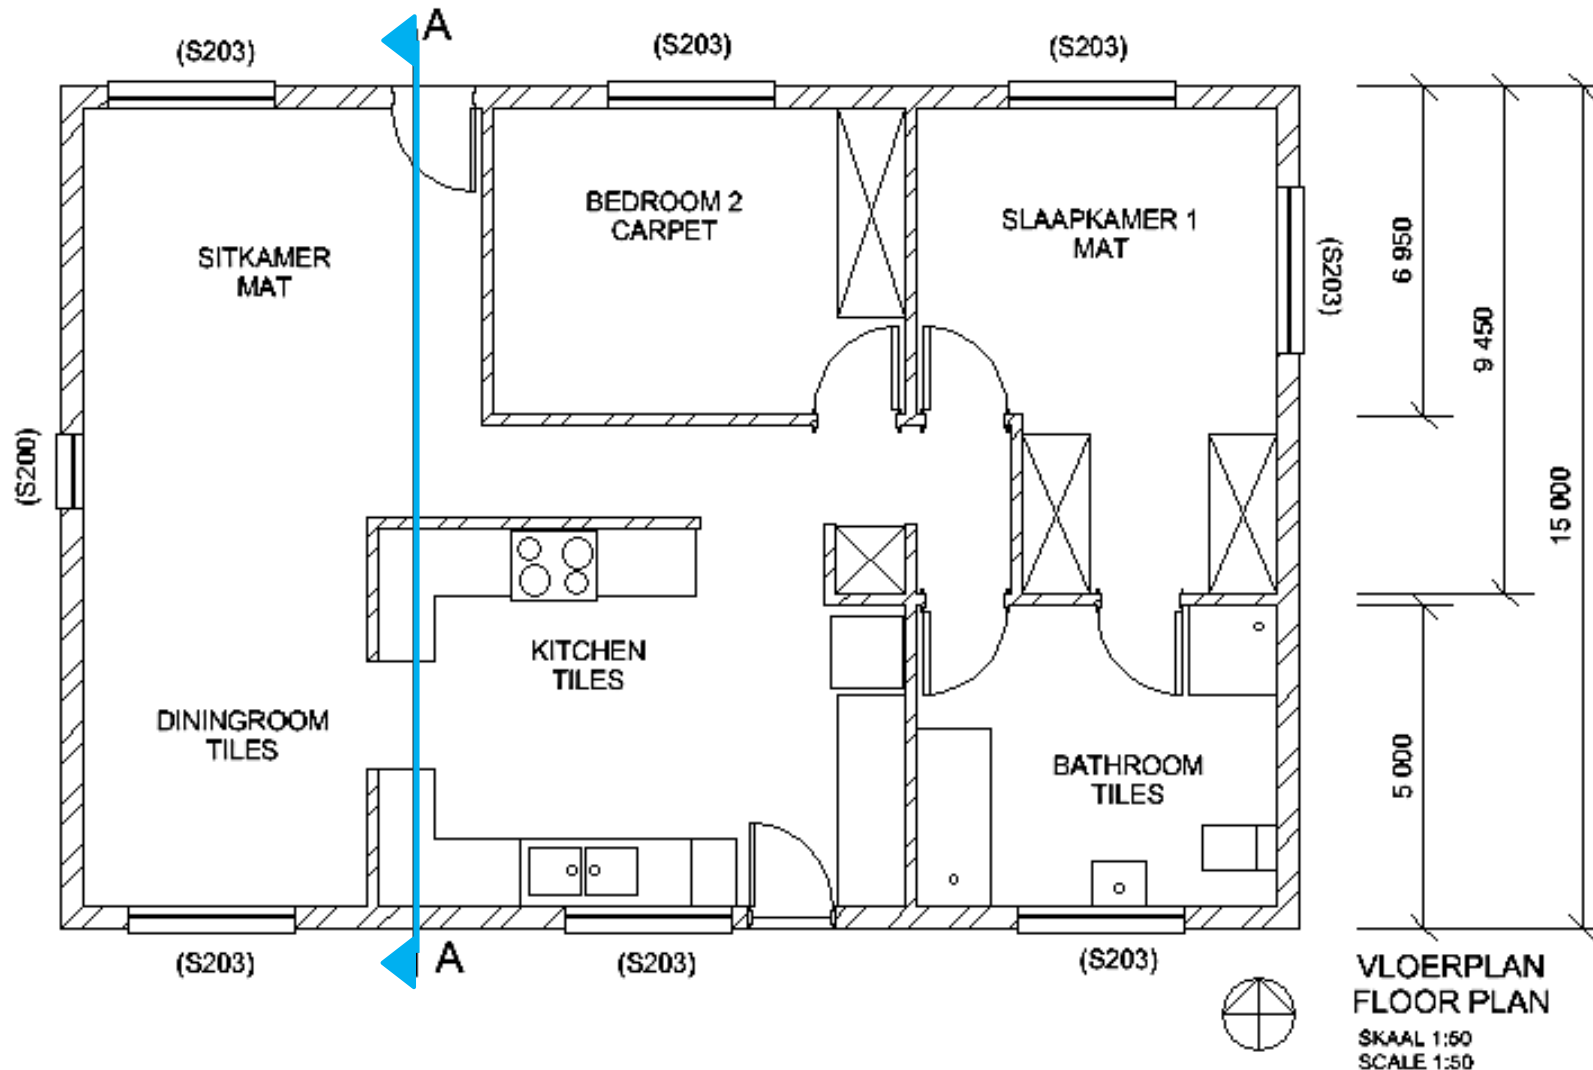 A
(S203)
(S203)
(S203)
BEDROOM 2
CARPET
SLAAPKAMER 1
MAT
SITKAMER
MAT
(S203)
6 950
9 450
15 000
(S200)
KITCHEN
TILES
DININGROOM
TILES
BATHROOM
TILES
5 000
(S203)
A
(S203)
(S203)
VLOERPLAN
FLOOR PLAN
SKAAL 1:50
SCALE 1:50